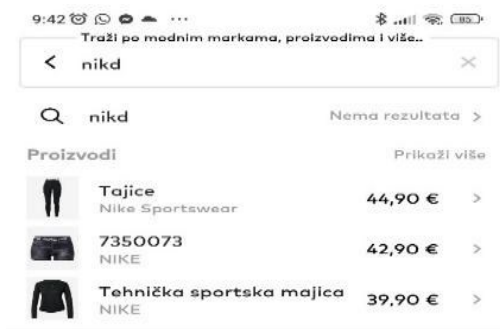 9:42
85
Traži po modnim markama, proizvodima i više..
nikd
nikd Nema rezultata
Proizvodi Prikaži više
Tajice 44,90 €
Nike Sportswear
7350073 42,90 €
NIKE
Tehnička sportska majica 39,90 €
NIKE